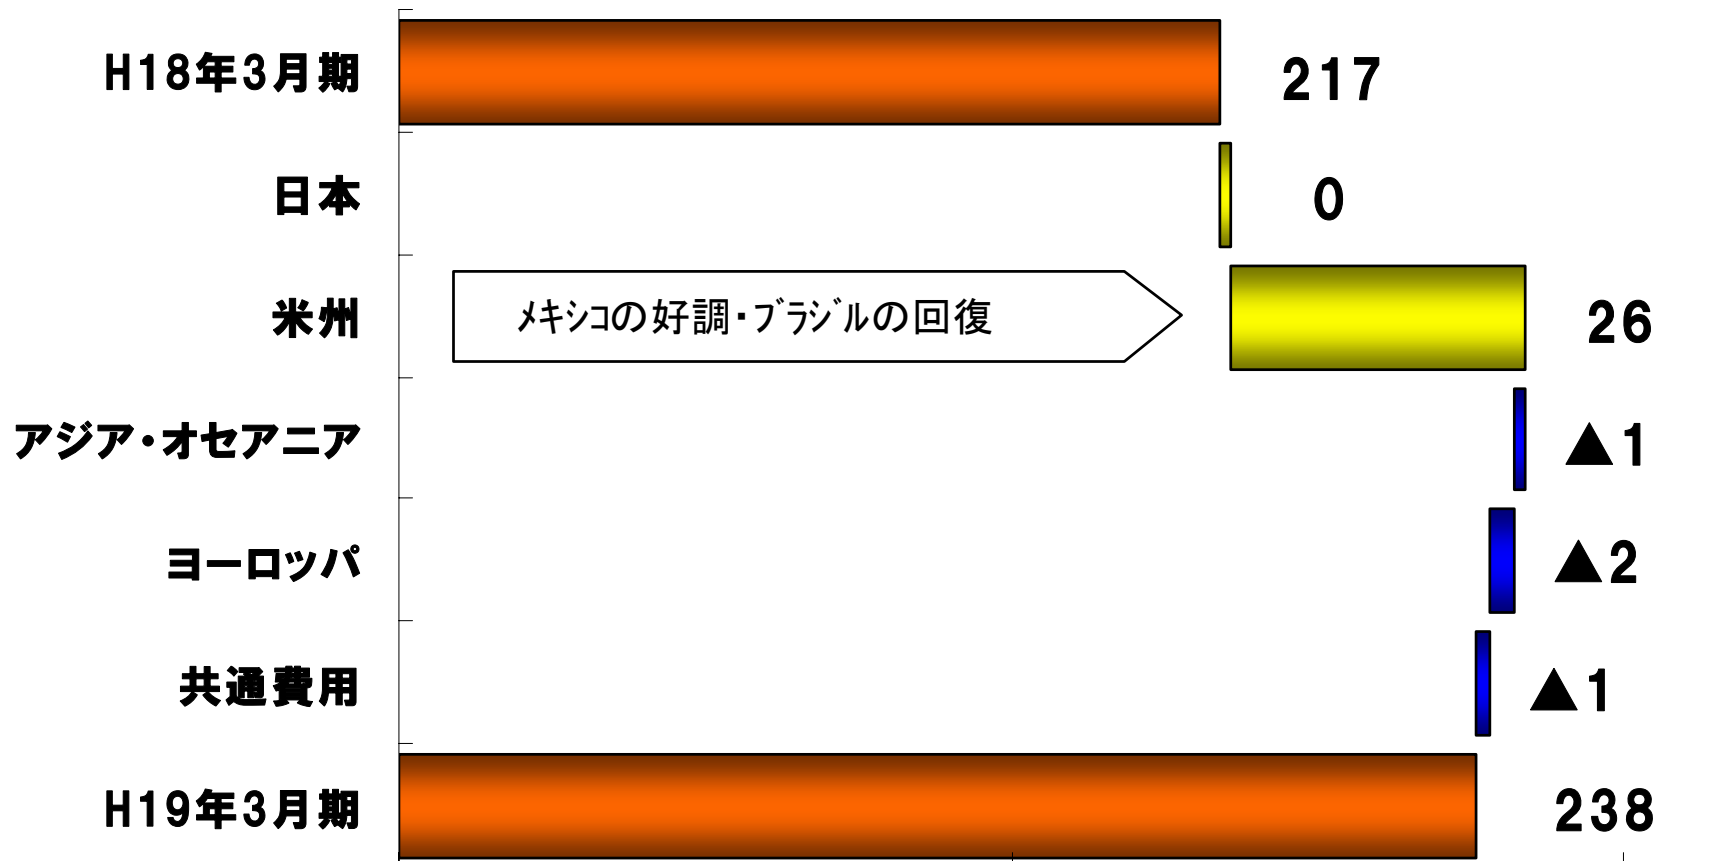 H18年3月期
217
日本
0
米州
メキシコの好調・ブラジルの回復
26
アジア・オセアニア
▲1
ヨーロッパ
▲2
共通費用
▲1
H19年3月期
238